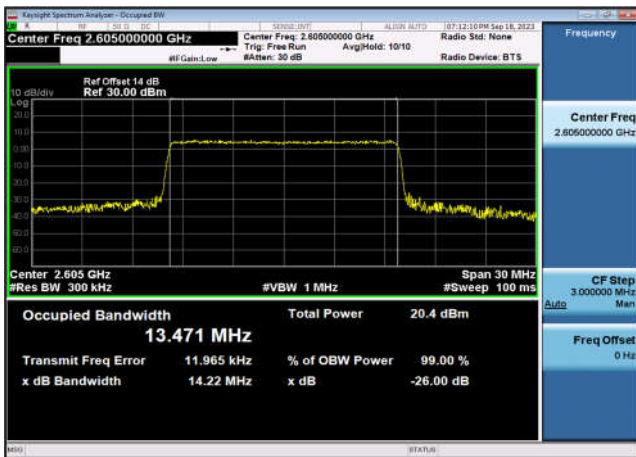 Keysight Spectrum Analyzer - Occupied BW
RF 50 Ω DC SENSE:INT ALIGN AUTO 07:12:10 PM Sep 18, 2023
Center Freq 2.605000000 GHz
Center Freq: 2.605000000 GHz
Radio Std: None
Trig: Free Run Avg|Hold: 10/10
#IFGain:Low #Atten: 30 dB Radio Device: BTS
Ref Offset 14 dB
10 dB/div Ref 30.00 dBm
Log
20.0
10.0
0.00
-10.0
-20.0
-30.0
-40.0
-50.0
-60.0
Center 2.605 GHz Span 30 MHz
#Res BW 300 kHz #VBW 1 MHz #Sweep 100 ms
Occupied Bandwidth Total Power 20.4 dBm
13.471 MHz
Transmit Freq Error 11.965 kHz % of OBW Power 99.00 %
x dB Bandwidth 14.22 MHz x dB -26.00 dB
MSG STATUS
Frequency
Center Freq
2.605000000 GHz
CF Step
3.000000 MHz
Auto Man
Freq Offset
0 Hz